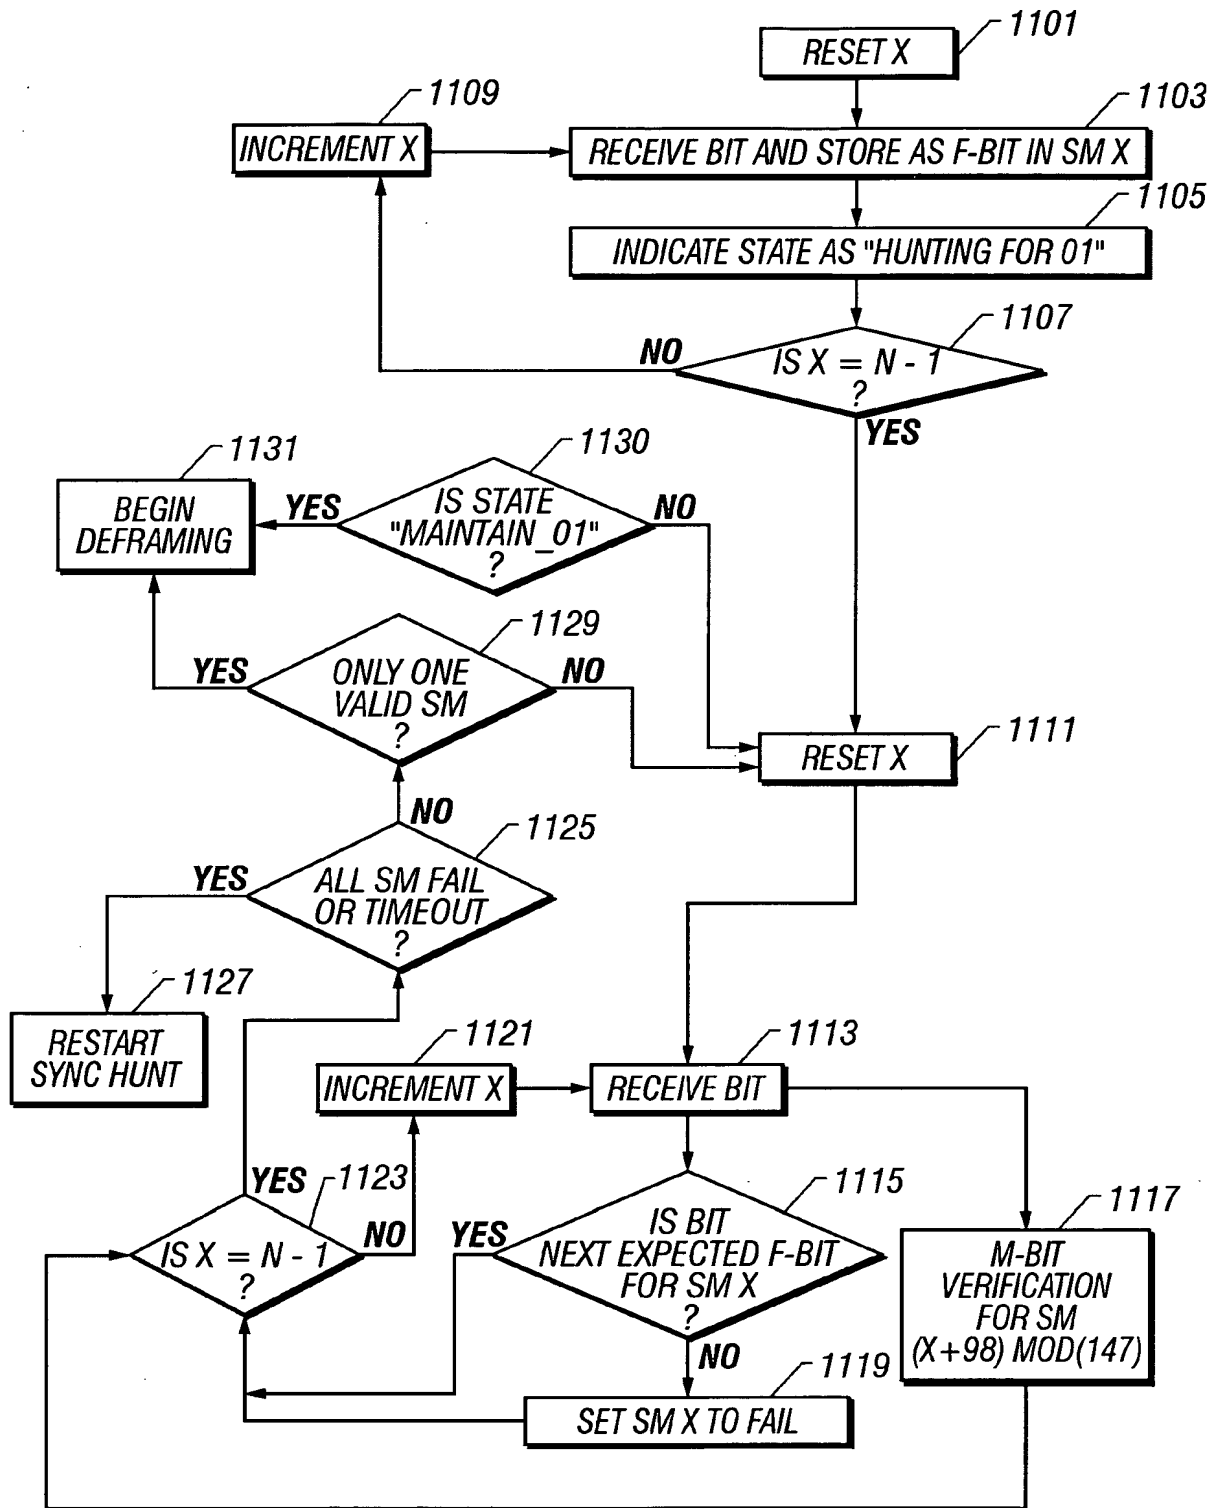 1101
RESET X
1109
1103
INCREMENT X
RECEIVE BIT AND STORE AS F-BIT IN SM X
1105
INDICATE STATE AS "HUNTING FOR 01"
1107
NO
IS X = N - 1
?
YES
1131
1130
BEGIN
DEFRAMING
YES
IS STATE
"MAINTAIN_01"
?
NO
1129
YES
ONLY ONE
VALID SM
?
NO
1111
RESET X
NO
1125
YES
ALL SM FAIL
OR TIMEOUT
?
1127
RESTART
SYNC HUNT
1121
1113
INCREMENT X
RECEIVE BIT
YES
1123
IS X = N - 1
?
NO
1115
YES
IS BIT
NEXT EXPECTED F-BIT
FOR SM X
?
NO
1117
M-BIT
VERIFICATION
FOR SM
(X+98) MOD(147)
1119
SET SM X TO FAIL